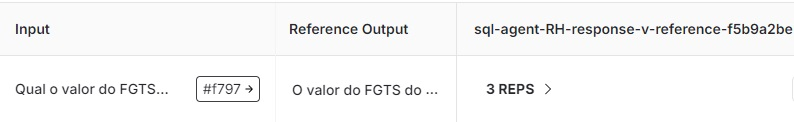 Input Reference Output sql-agent-RH-response-v-reference-f5b9a2be
Qual o valor do FGTS... #f797 → O valor do FGTS do ... 3 REPS >